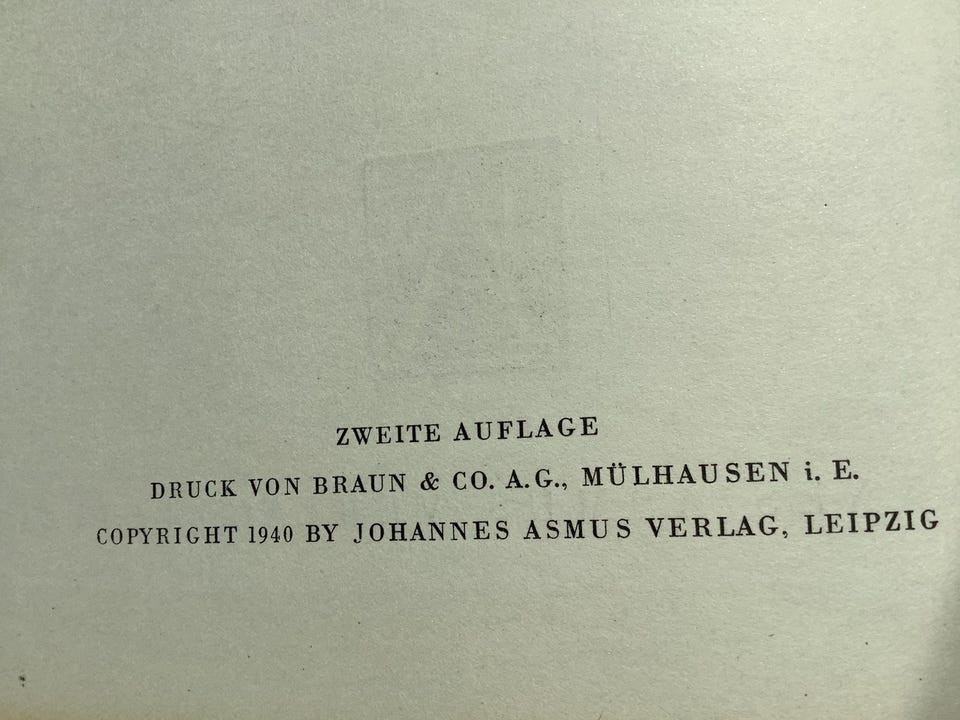 ZWEITE AUFLAGE
DRUCK VON BRAUN & CO. A.G., MÜLHAUSEN i. E.
COPYRIGHT 1940 BY JOHANNES ASMUS VERLAG, LEIPZIG